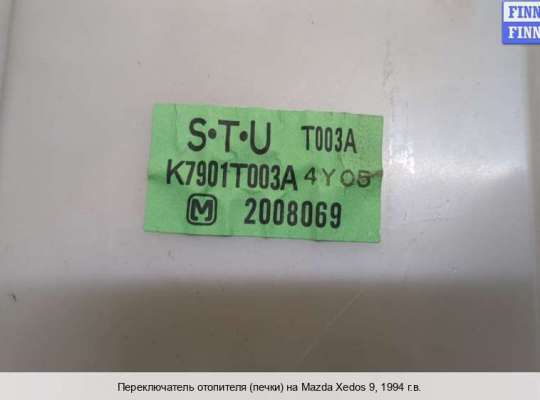 FINN
FINN
S·T·U T003A
K7901T003A 4Y05
M 2008069
Переключатель отопителя (печки) на Mazda Xedos 9, 1994 г.в.